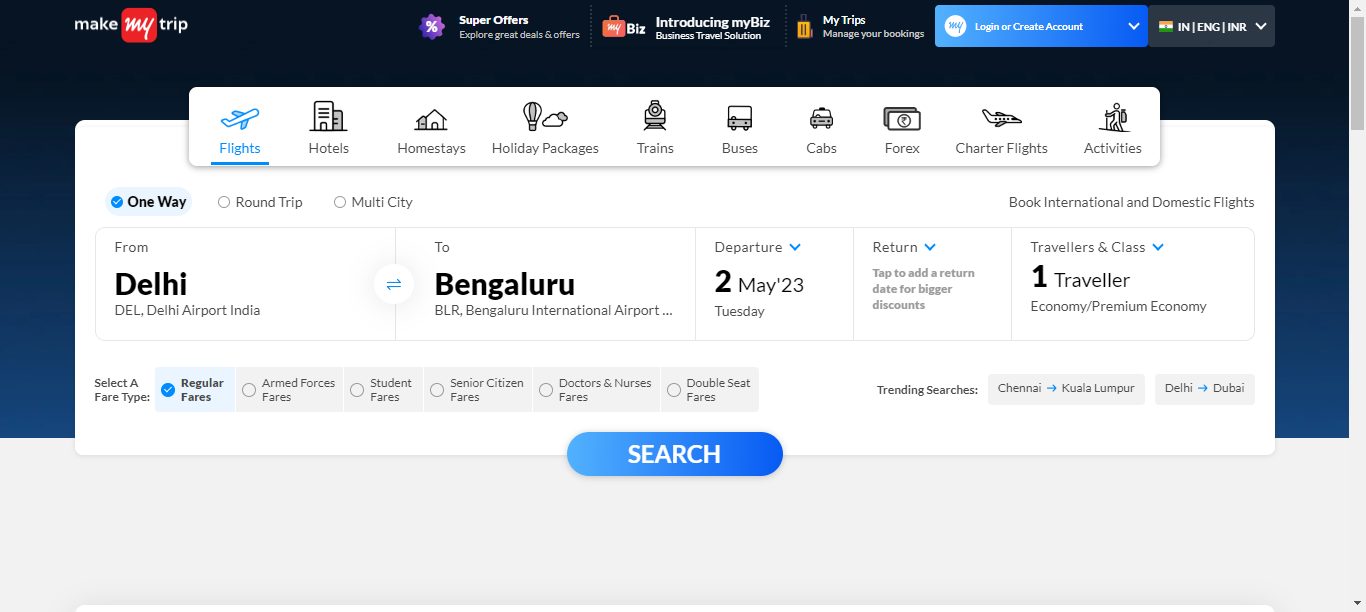 make my trip
%
Super Offers
Explore great deals & offers
my Biz
Introducing myBiz
Business Travel Solution
My Trips
Manage your bookings
my
Login or Create Account
IN | ENG | INR
Flights
Hotels
Homestays
Holiday Packages
Trains
Buses
Cabs
₹
Forex
Charter Flights
Activities
One Way
Round Trip
Multi City
Book International and Domestic Flights
From
Delhi
DEL, Delhi Airport India
To
Bengaluru
BLR, Bengaluru International Airport ...
Departure
2 May'23
Tuesday
Return
Tap to add a return
date for bigger
discounts
Travellers & Class
1 Traveller
Economy/Premium Economy
Select A
Fare Type:
Regular
Fares
Armed Forces
Fares
Student
Fares
Senior Citizen
Fares
Doctors & Nurses
Fares
Double Seat
Fares
Trending Searches:
Chennai → Kuala Lumpur
Delhi → Dubai
SEARCH